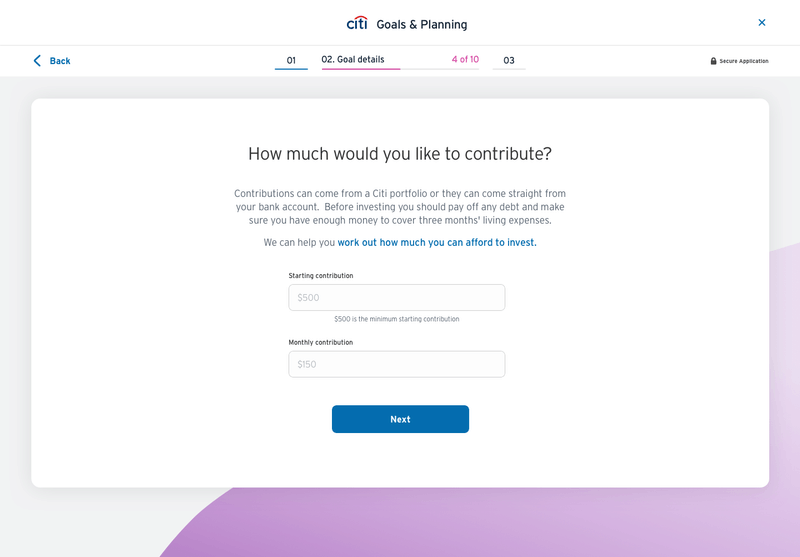 citi Goals & Planning
Back
01
02. Goal details
4 of 10
03
Secure Application
How much would you like to contribute?
Contributions can come from a Citi portfolio or they can come straight from
your bank account. Before investing you should pay off any debt and make
sure you have enough money to cover three months' living expenses.
We can help you work out how much you can afford to invest.
Starting contribution
$500
$500 is the minimum starting contribution
Monthly contribution
$150
Next